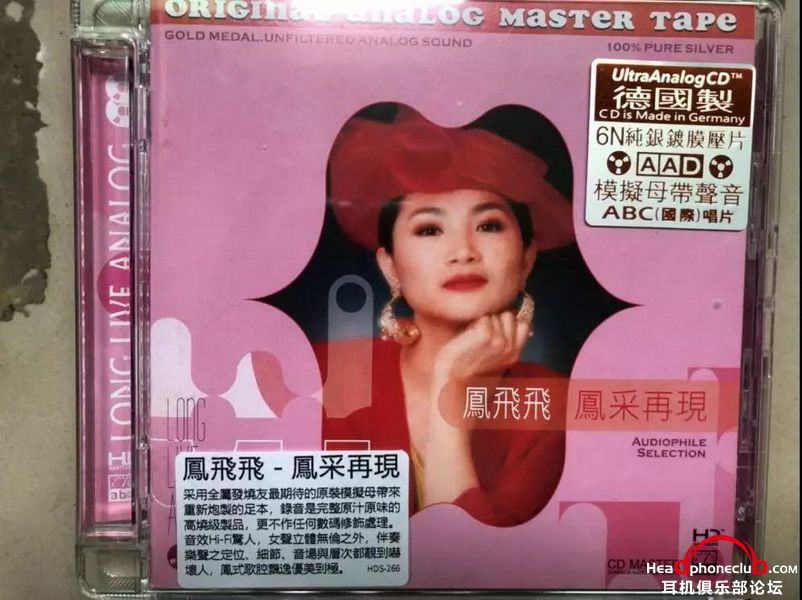 ORIGINAL ANALOG MASTER TAPE
GOLD MEDAL.UNFILTERED ANALOG SOUND
100% PURE SILVER
UltraAnalogCD™
德國製
CD is Made in Germany
6N純銀鍍膜壓片
AAD
模擬母帶聲音
ABC(國際)唱片
LONG LIVE ANALOG
鳳飛飛 鳳采再現
AUDIOPHILE
SELECTION
LONG
鳳飛飛 - 鳳采再現
采用全屬發燒友最期待的原裝模擬母帶來
重新炮製的足本，錄音是完整原汁原味的
高燒級製品，更不作任何數碼修飾處理。
音效Hi-Fi驚人，女聲立體無倫之外，伴奏
樂聲之定位、細節、音場與層次都靚到嚇
壞人，鳳式歌腔飄逸優美到極。
HDS-266
CD MASTER
Headphoneclub.com
耳机俱乐部论坛